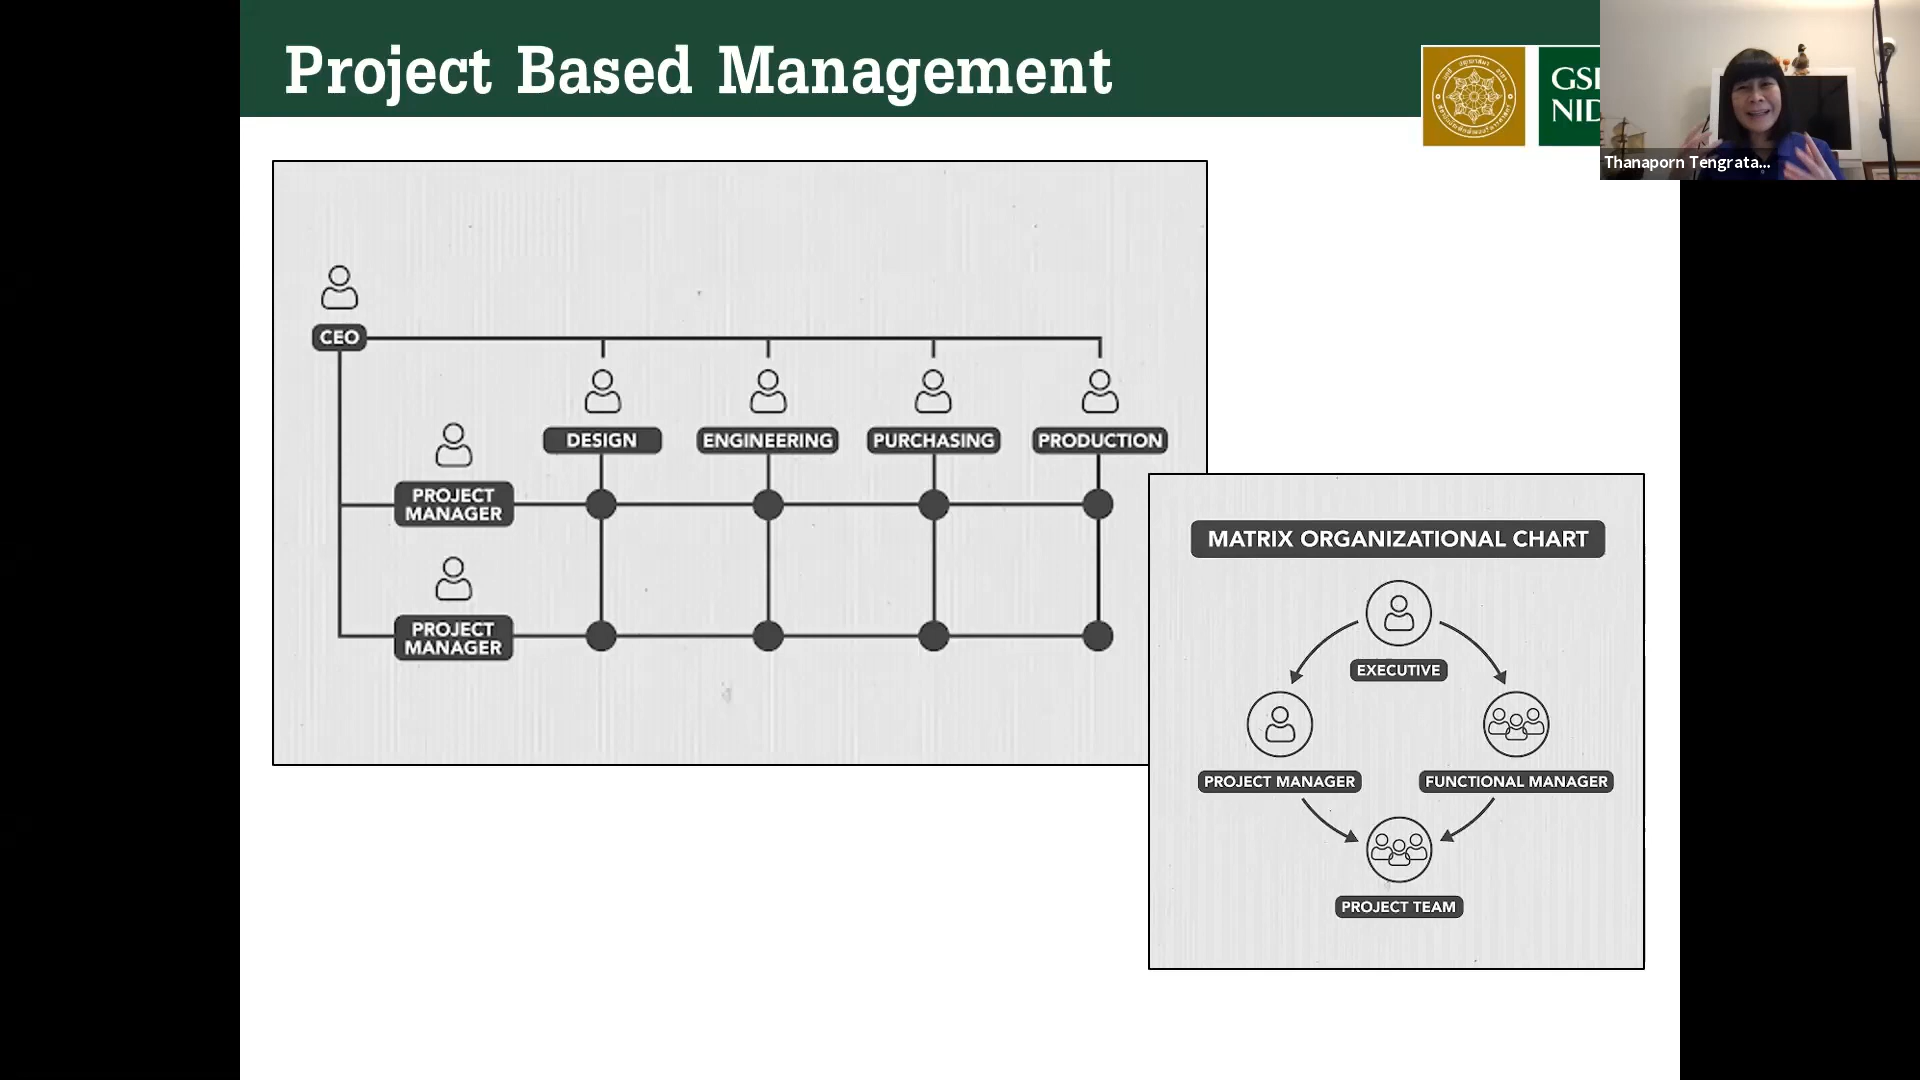 Project Based Management
GS
NID
Thanaporn Tengrata...
CEO
DESIGN
ENGINEERING
PURCHASING
PRODUCTION
PROJECT
MANAGER
PROJECT
MANAGER
MATRIX ORGANIZATIONAL CHART
EXECUTIVE
PROJECT MANAGER
FUNCTIONAL MANAGER
PROJECT TEAM